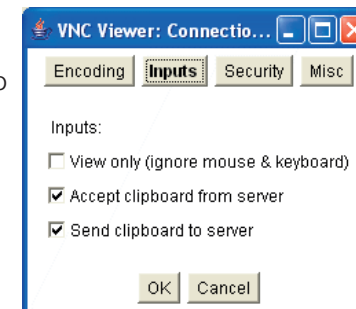 VNC Viewer: Connectio...
Encoding Inputs Security Misc
Inputs:
View only (ignore mouse & keyboard)
Accept clipboard from server
Send clipboard to server
OK Cancel